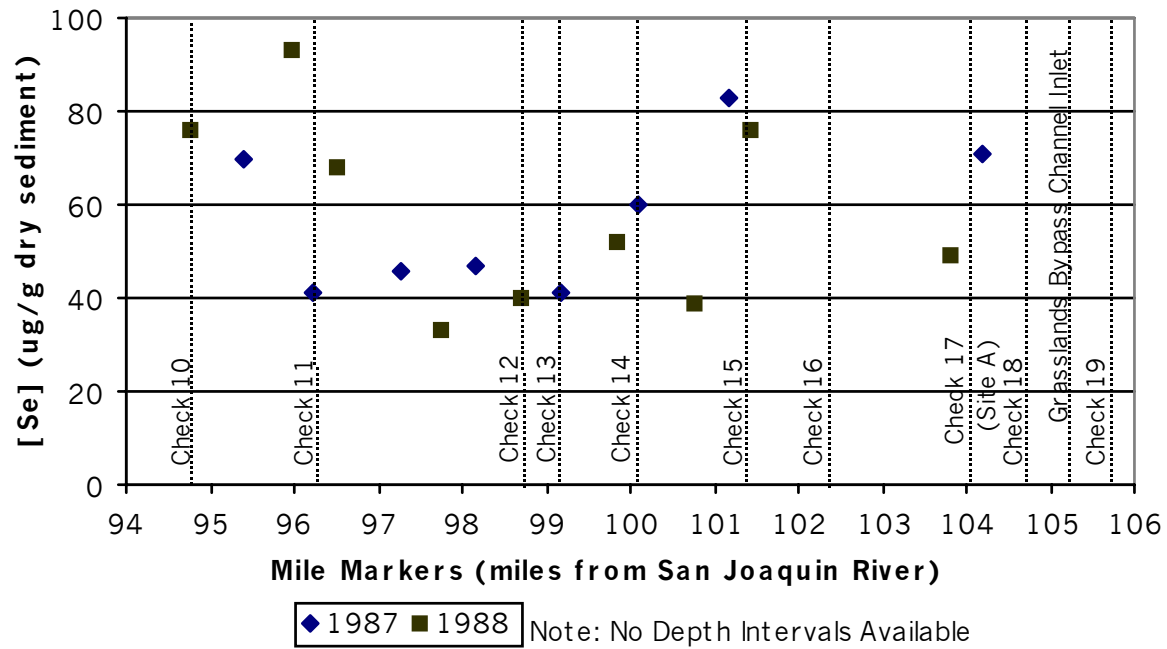 [Se] (ug/g dry sediment)
100
80
60
40
20
0
Check 10
Check 11
Check 12
Check 13
Check 14
Check 15
Check 16
Check 17
(Site A)
Check 18
Grasslands Bypass Channel Inlet
Check 19
94 95 96 97 98 99 100 101 102 103 104 105 106
Mile Markers (miles from San Joaquin River)
1987 1988 Note: No Depth Intervals Available